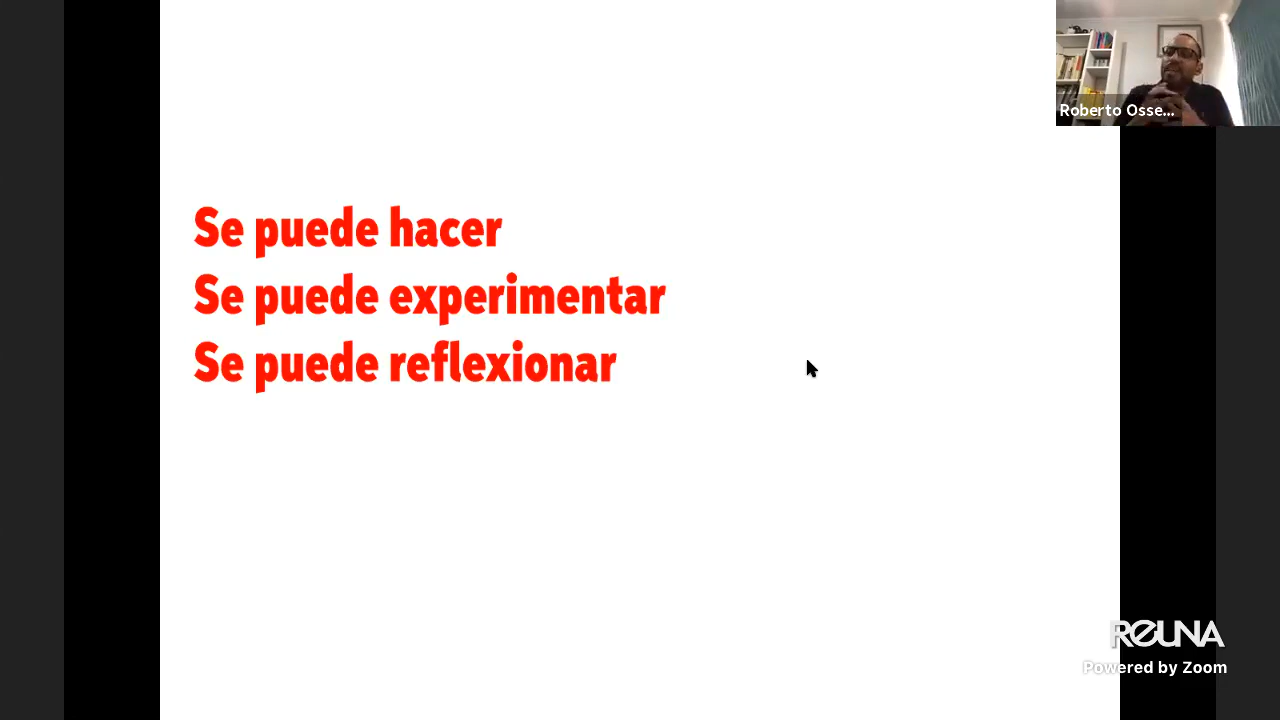 Roberto Osse...
Se puede hacer
Se puede experimentar
Se puede reflexionar
REUNA
Powered by Zoom